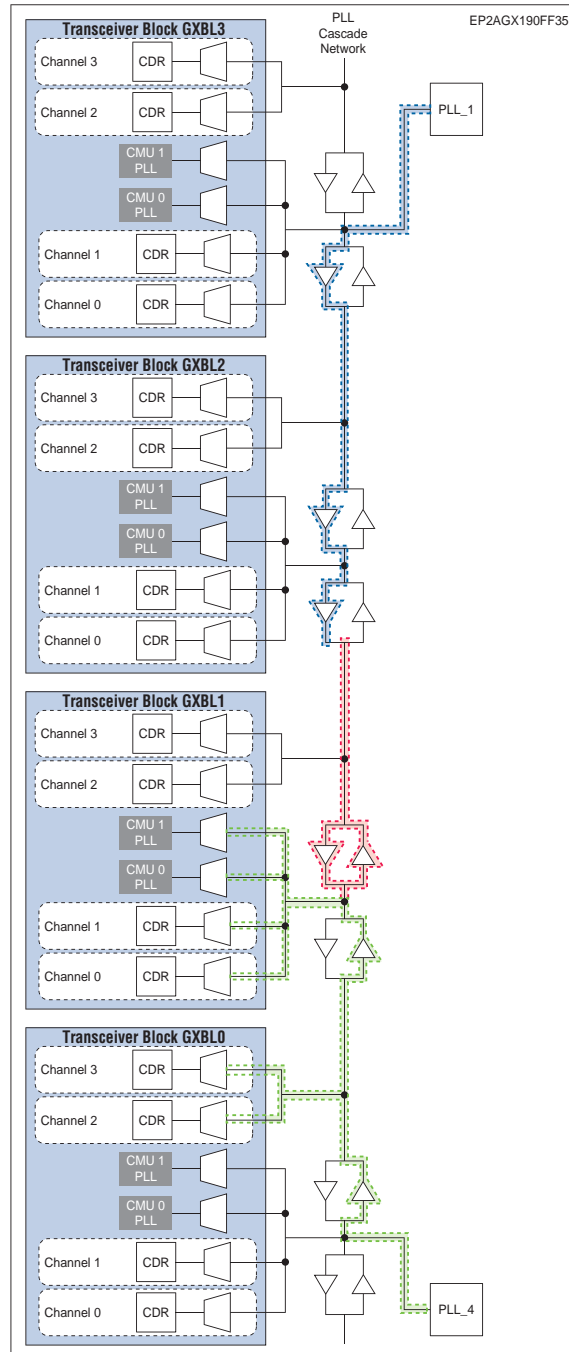 PLL
Cascade
Network
EP2AGX190FF35
Transceiver Block GXBL3
Channel 3
CDR
Channel 2
CDR
CMU 1
PLL
CMU 0
PLL
Channel 1
CDR
Channel 0
CDR
PLL_1
Transceiver Block GXBL2
Channel 3
CDR
Channel 2
CDR
CMU 1
PLL
CMU 0
PLL
Channel 1
CDR
Channel 0
CDR
Transceiver Block GXBL1
Channel 3
CDR
Channel 2
CDR
CMU 1
PLL
CMU 0
PLL
Channel 1
CDR
Channel 0
CDR
Transceiver Block GXBL0
Channel 3
CDR
Channel 2
CDR
CMU 1
PLL
CMU 0
PLL
Channel 1
CDR
Channel 0
CDR
PLL_4